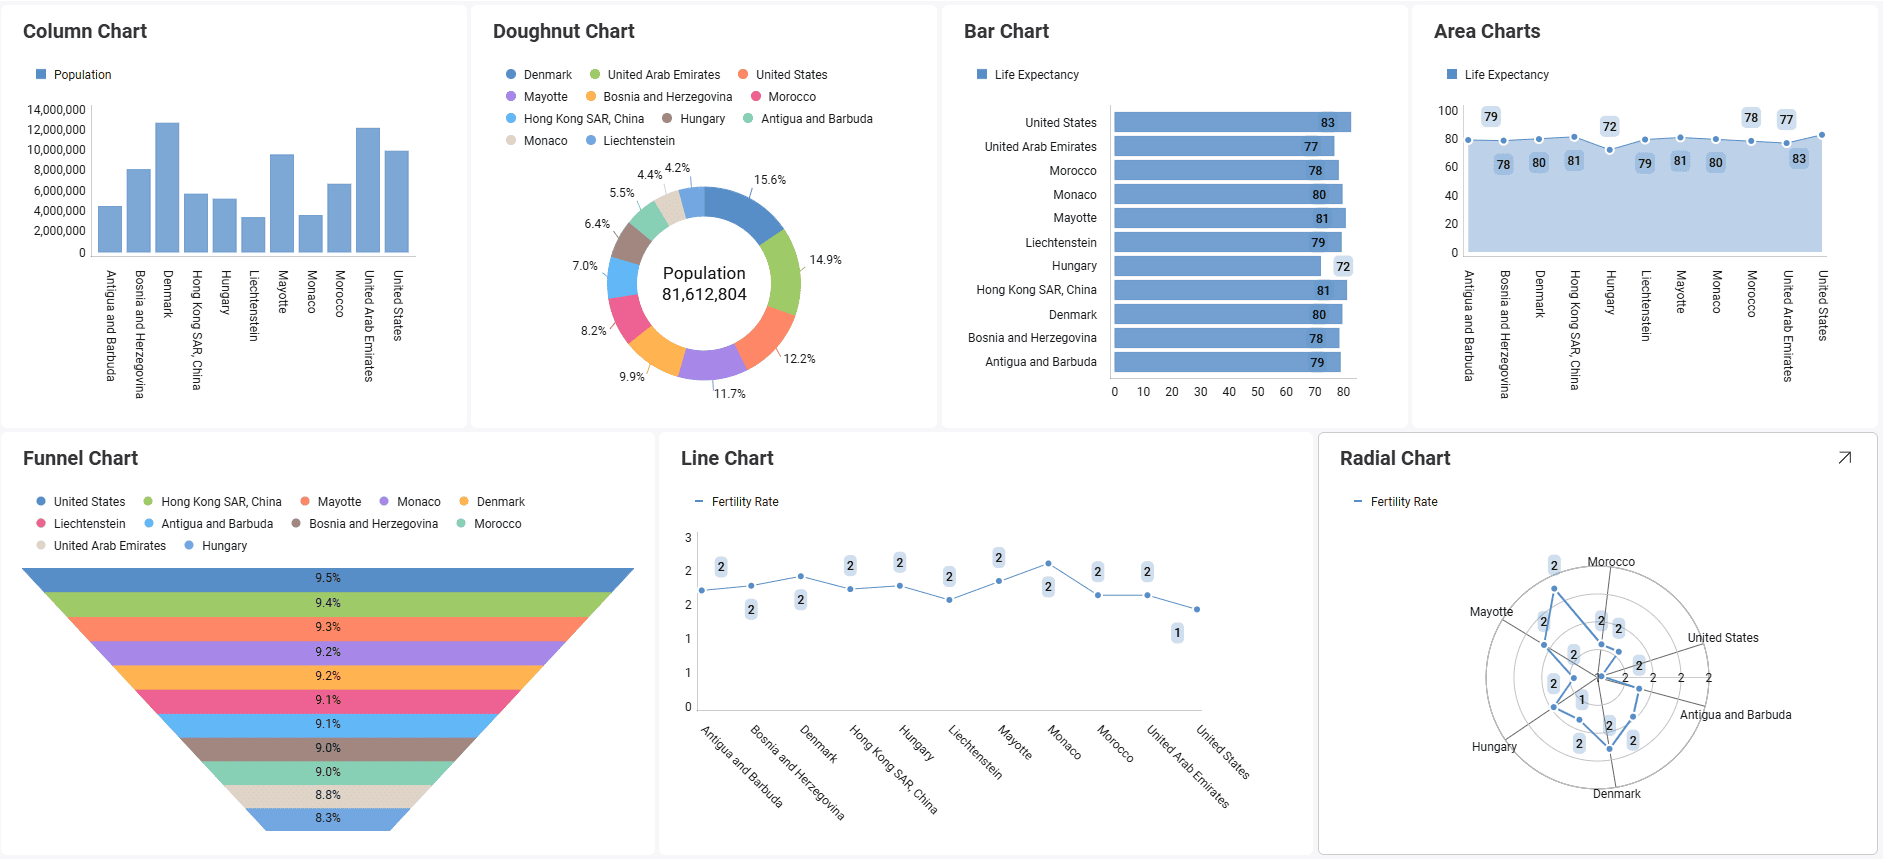 Column Chart
Population
14,000,000
12,000,000
10,000,000
8,000,000
6,000,000
4,000,000
2,000,000
0
Antigua and Barbuda
Bosnia and Herzegovina
Denmark
Hong Kong SAR, China
Hungary
Liechtenstein
Mayotte
Monaco
Morocco
United Arab Emirates
United States
Doughnut Chart
Denmark United Arab Emirates United States
Mayotte Bosnia and Herzegovina Morocco
Hong Kong SAR, China Hungary Antigua and Barbuda
Monaco Liechtenstein
15.6%
14.9%
12.2%
11.7%
9.9%
8.2%
7.0%
6.4%
5.5%
4.4%
4.2%
Population
81,612,804
Bar Chart
Life Expectancy
United States 83
United Arab Emirates 77
Morocco 78
Monaco 80
Mayotte 81
Liechtenstein 79
Hungary 72
Hong Kong SAR, China 81
Denmark 80
Bosnia and Herzegovina 78
Antigua and Barbuda 79
0 10 20 30 40 50 60 70 80
Area Charts
Life Expectancy
100
80
60
40
20
0
79 78 80 81 72 79 81 80 78 77 83
Antigua and Barbuda
Bosnia and Herzegovina
Denmark
Hong Kong SAR, China
Hungary
Liechtenstein
Mayotte
Monaco
Morocco
United Arab Emirates
United States
Funnel Chart
United States Hong Kong SAR, China Mayotte Monaco Denmark
Liechtenstein Antigua and Barbuda Bosnia and Herzegovina Morocco
United Arab Emirates Hungary
9.5%
9.4%
9.3%
9.2%
9.2%
9.1%
9.1%
9.0%
9.0%
8.8%
8.3%
Line Chart
Fertility Rate
3
2
2
1
1
0
2 2 2 2 2 2 2 2 2 2 1
Antigua and Barbuda
Bosnia and Herzegovina
Denmark
Hong Kong SAR, China
Hungary
Liechtenstein
Mayotte
Monaco
Morocco
United Arab Emirates
United States
Radial Chart
Fertility Rate
Morocco
United States
Antigua and Barbuda
Denmark
Hungary
Mayotte
2 2 2 2
2 2 2 2 2 2 2 2 2 2 1